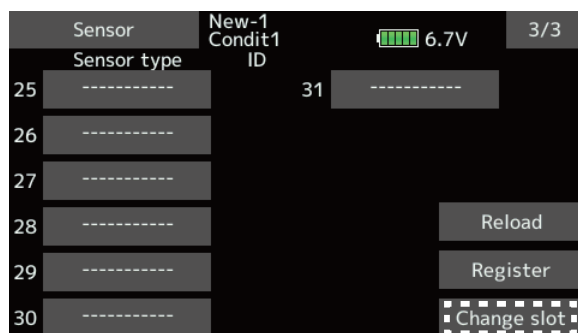 Sensor
New-1
Condit1
6.7V
3/3
Sensor type ID
25 -----------
31 -----------
26 -----------
27 -----------
28 -----------
Reload
29 -----------
Register
30 -----------
Change slot